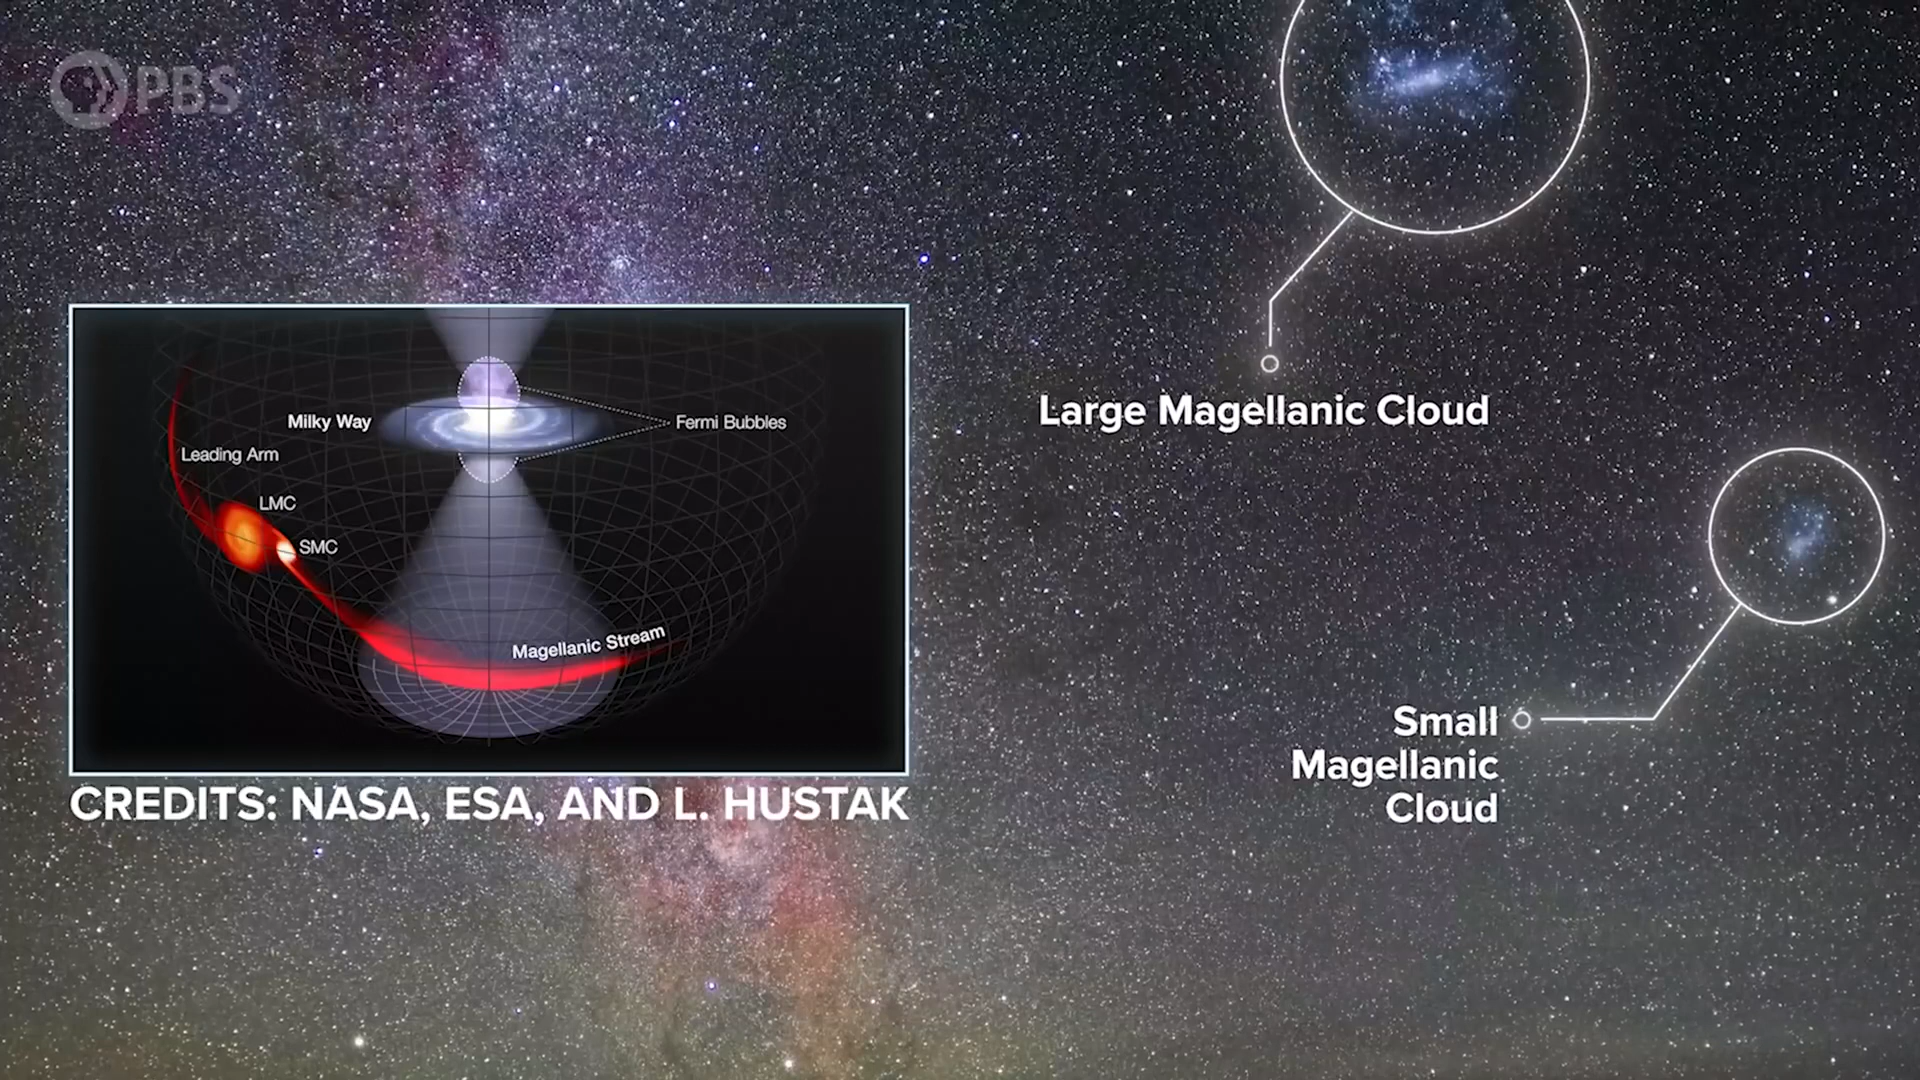 PBS
Large Magellanic Cloud
Milky Way
Fermi Bubbles
Leading Arm
LMC
SMC
Magellanic Stream
Small
Magellanic
Cloud
CREDITS: NASA, ESA, AND L. HUSTAK